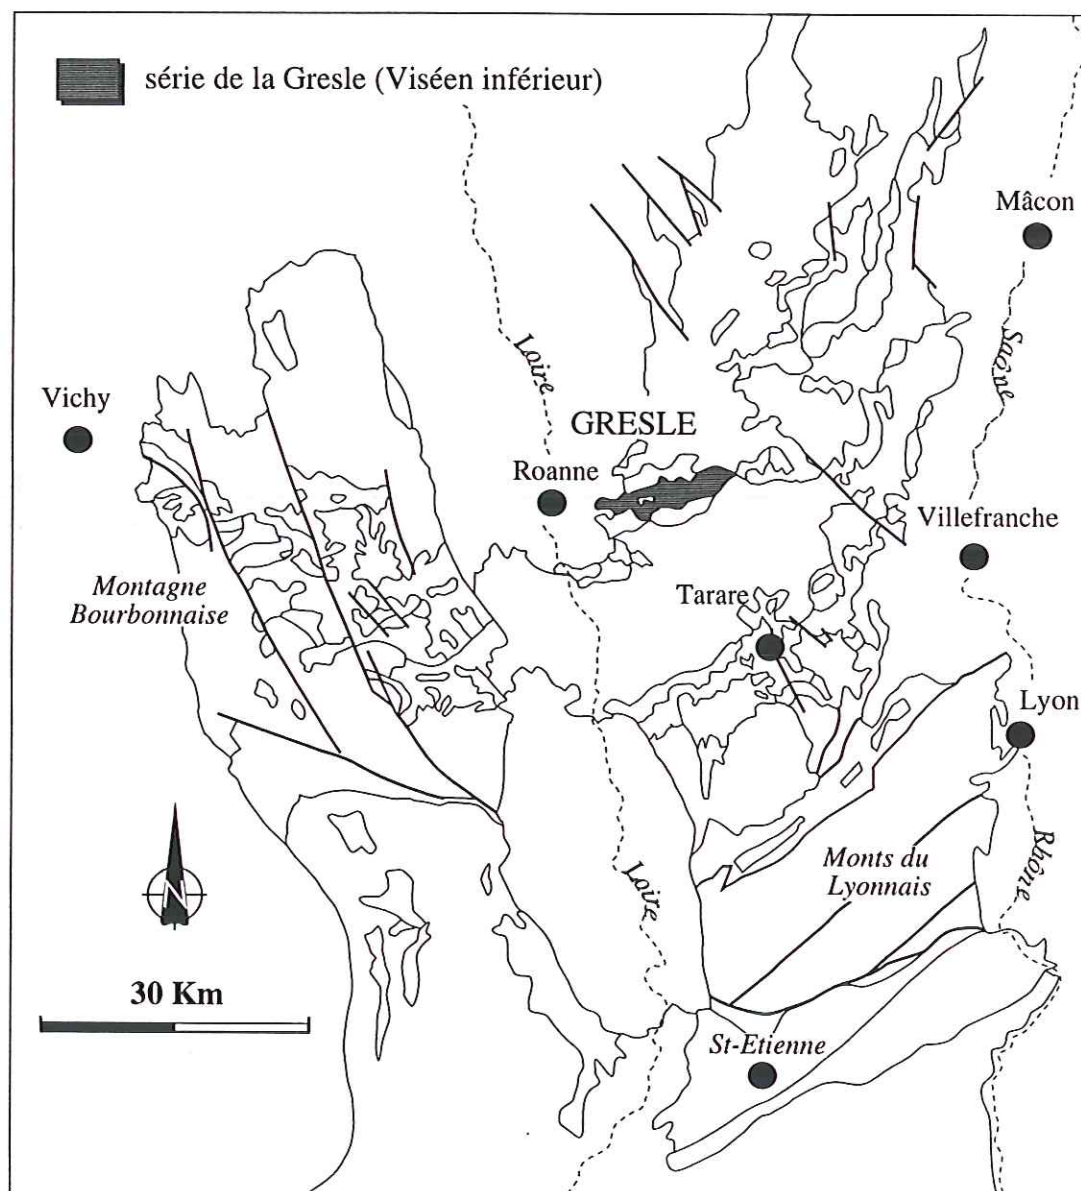 série de la Gresle (Viséen inférieur)
Mâcon
Loire
Saône
Vichy
GRESLE
Roanne
Villefranche
Montagne
Bourbonnaise
Tarare
Lyon
Monts du
Lyonnais
Rhône
Loire
N
30 Km
St-Etienne